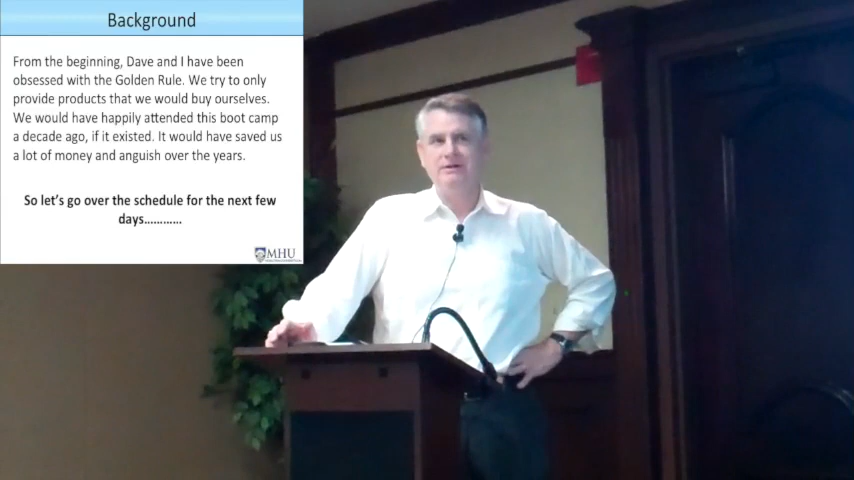 Background
From the beginning, Dave and I have been
obsessed with the Golden Rule. We try to only
provide products that we would buy ourselves.
We would have happily attended this boot camp
a decade ago, if it existed. It would have saved us
a lot of money and anguish over the years.
So let's go over the schedule for the next few
days…………
MHU